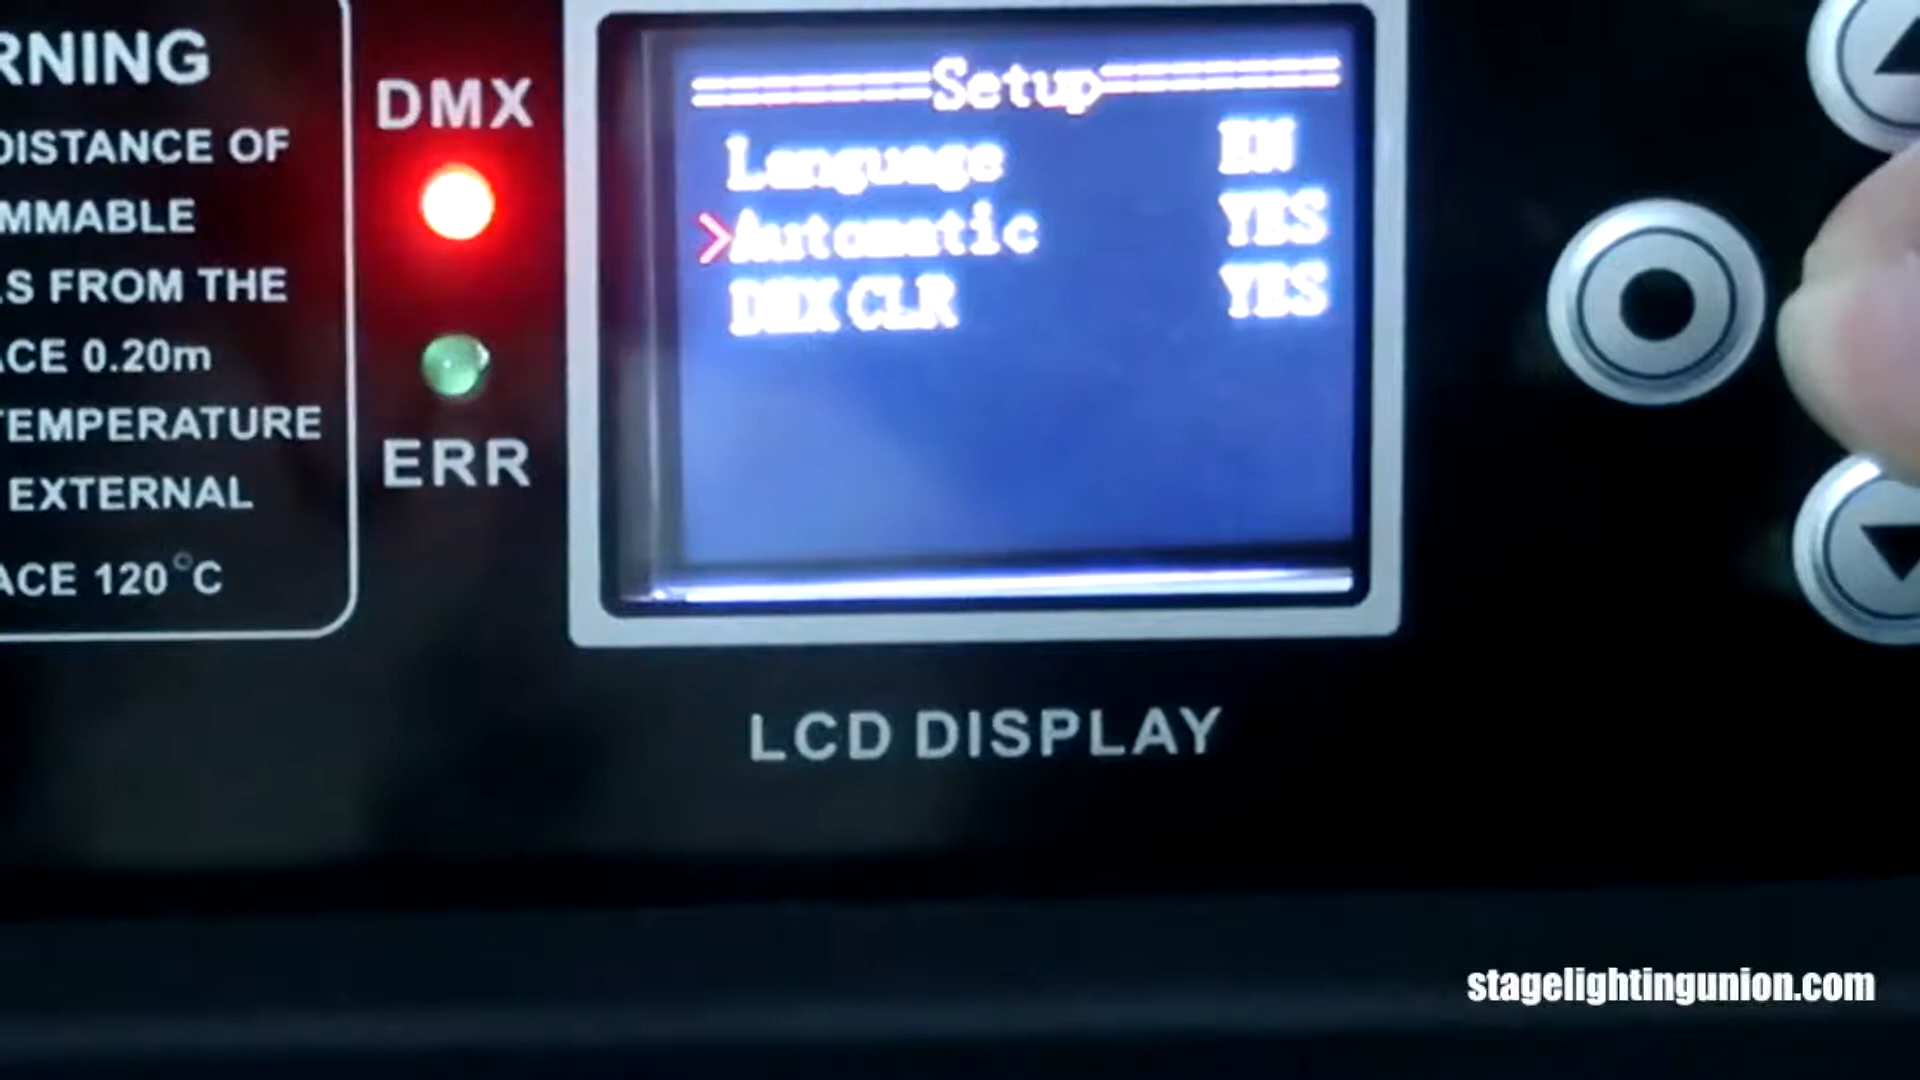 RNING
DISTANCE OF
MMABLE
LS FROM THE
ACE 0.20m
TEMPERATURE
EXTERNAL
ACE 120°C
DMX
ERR
Setup
Language EN
>Automatic YES
DMX CLR YES
LCD DISPLAY
stagelightingunion.com